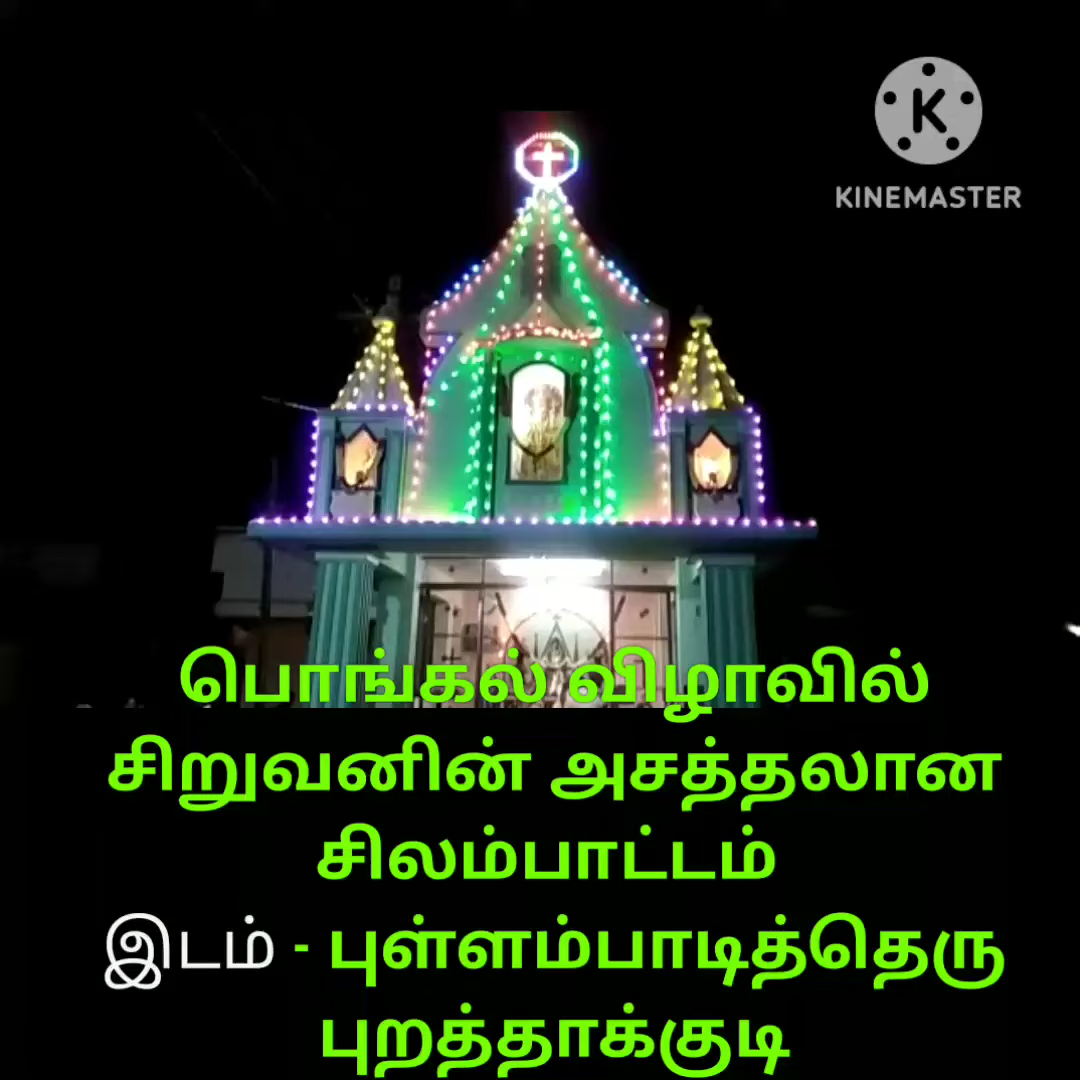 KINEMASTER
பொங்கல் விழாவில்
சிறுவனின் அசத்தலான
சிலம்பாட்டம்
இடம் - புள்ளம்பாடித்தெரு
புறத்தாக்குடி